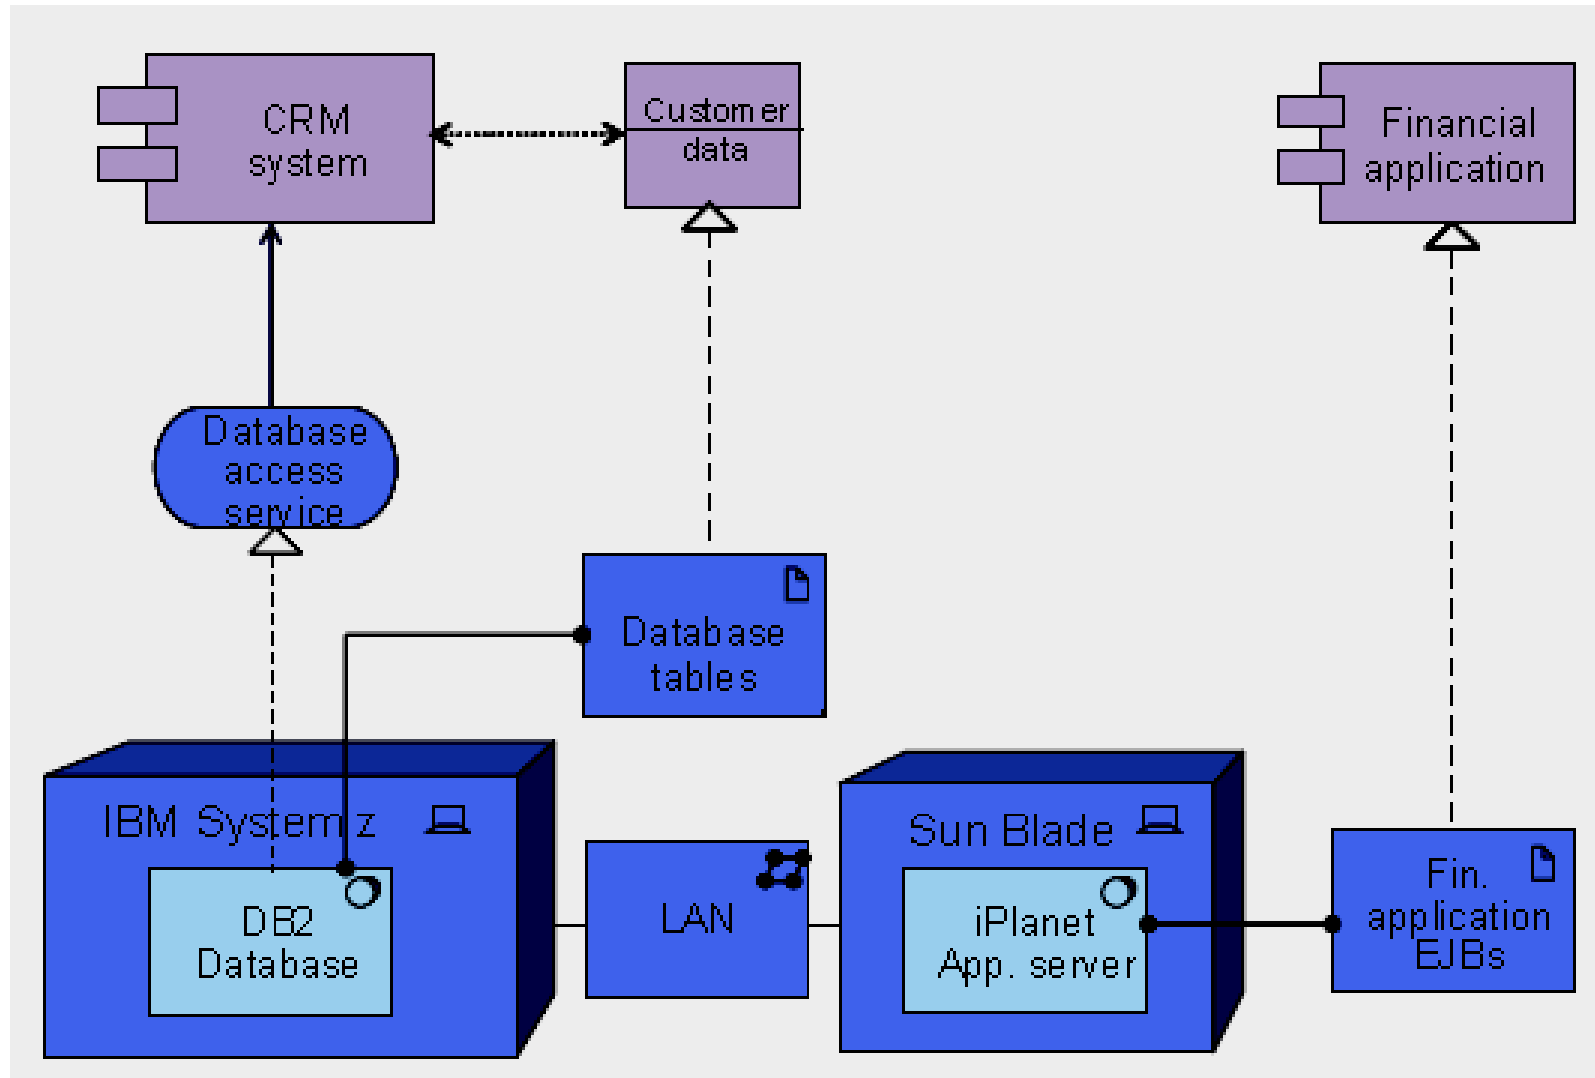 CRM
system
Customer
data
Financial
application
Database
access
service
Database
tables
IBM System z
DB2
Database
LAN
Sun Blade
iPlanet
App. server
Fin.
application
EJBs